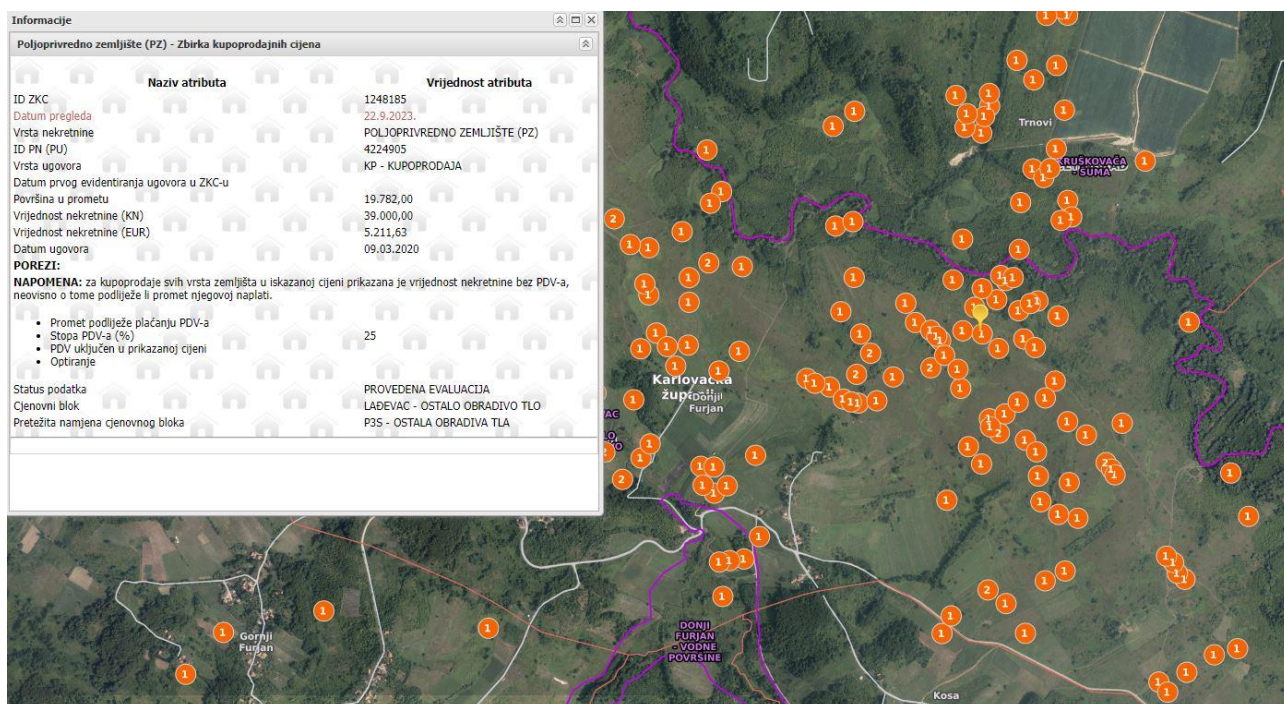 Informacije
Poljoprivredno zemljište (PZ) - Zbirka kupoprodajnih cijena
Naziv atributa Vrijednost atributa
ID ZKC 1248185
Datum pregleda 22.9.2023.
Vrsta nekretnine POLJOPRIVREDNO ZEMLJIŠTE (PZ)
ID PN (PU) 4224905
Vrsta ugovora KP - KUPOPRODAJA
Datum prvog evidentiranja ugovora u ZKC-u
Površina u prometu 19.782,00
Vrijednost nekretnine (KN) 39.000,00
Vrijednost nekretnine (EUR) 5.211,63
Datum ugovora 09.03.2020
POREZI:
NAPOMENA: za kupoprodaje svih vrsta zemljišta u iskazanoj cijeni prikazana je vrijednost nekretnine bez PDV-a,
neovisno o tome podliježe li promet njegovoj naplati.
• Promet podliježe plaćanju PDV-a
• Stopa PDV-a (%) 25
• PDV uključen u prikazanoj cijeni
• Optiranje
Status podatka PROVEDENA EVALUACIJA
Cjenovni blok LAĐEVAC - OSTALO OBRADIVO TLO
Pretežita namjena cjenovnog bloka P3S - OSTALA OBRADIVA TLA
Trnovi
KRUŠKOVAČA
- ŠUMA
Karlovačka
Donji
Furjan
Gornji
Furjan
DONJI
FURJAN
- VODNE
POVRŠINE
Kosa